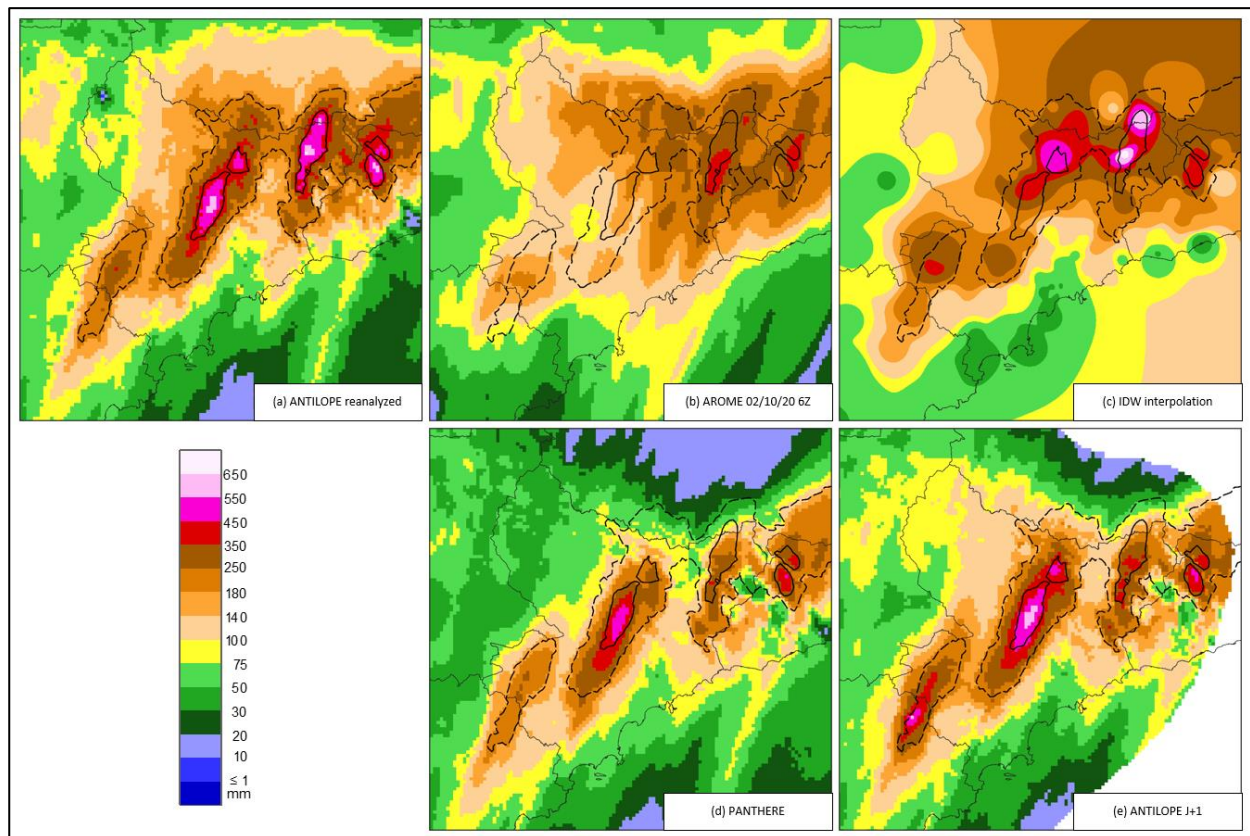 (a) ANTILOPE reanalyzed
(b) AROME 02/10/20 6Z
(c) IDW interpolation
650
550
450
350
250
180
140
100
75
50
30
20
10
≤ 1
mm
(d) PANTHERE
(e) ANTILOPE J+1